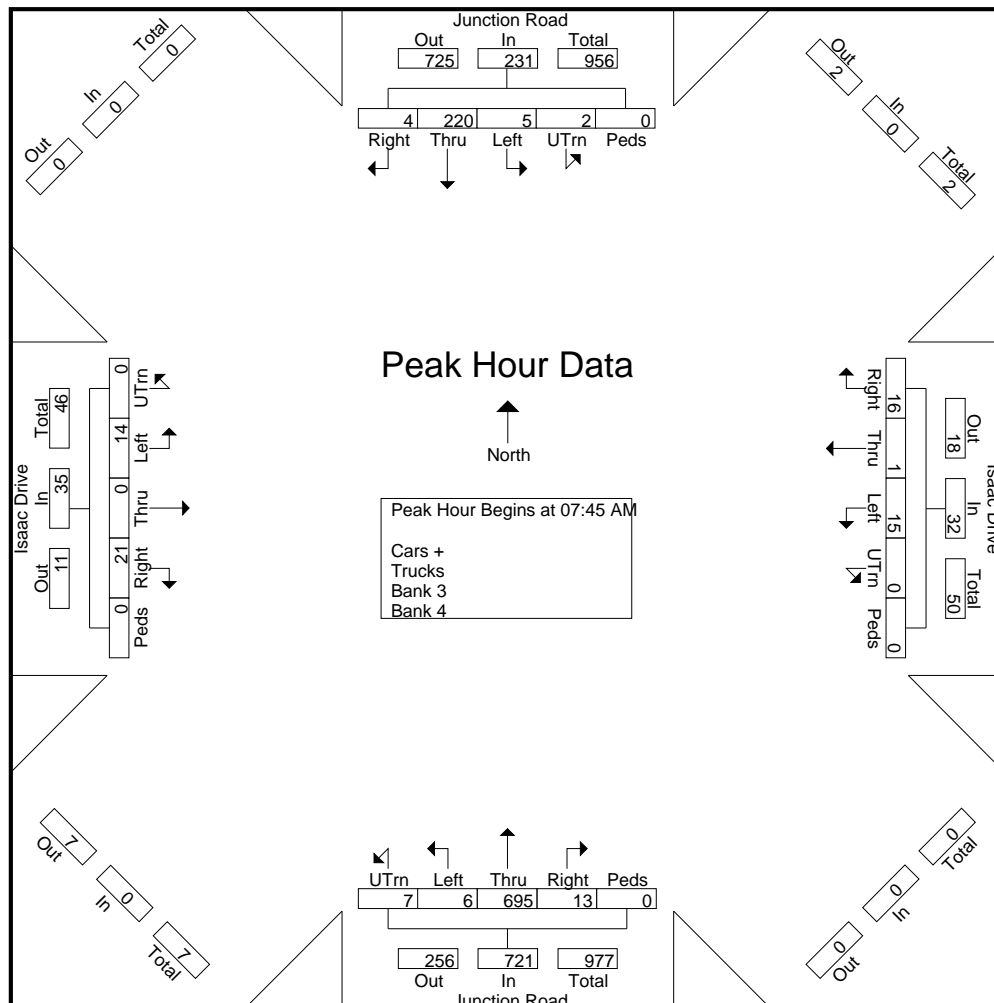 Junction Road
Out In Total
725 231 956
4 220 5 2 0
Right Thru Left UTrn Peds
Total
0
In
0
Out
0
Out
2
In
0
Total
2
Isaac Drive
Total In Out
46 35 11
0 14 0 21 0
UTrn Left Thru Right Peds
Peak Hour Data
North
Peak Hour Begins at 07:45 AM
Cars +
Trucks
Bank 3
Bank 4
Right Thru Left UTrn Peds
16 1 15 0 0
Out In Total
18 32 50
Isaac Drive
7
Out
0
In
7
Total
0
Total
0
In
0
Out
UTrn Left Thru Right Peds
7 6 695 13 0
256 721 977
Out In Total
Junction Road